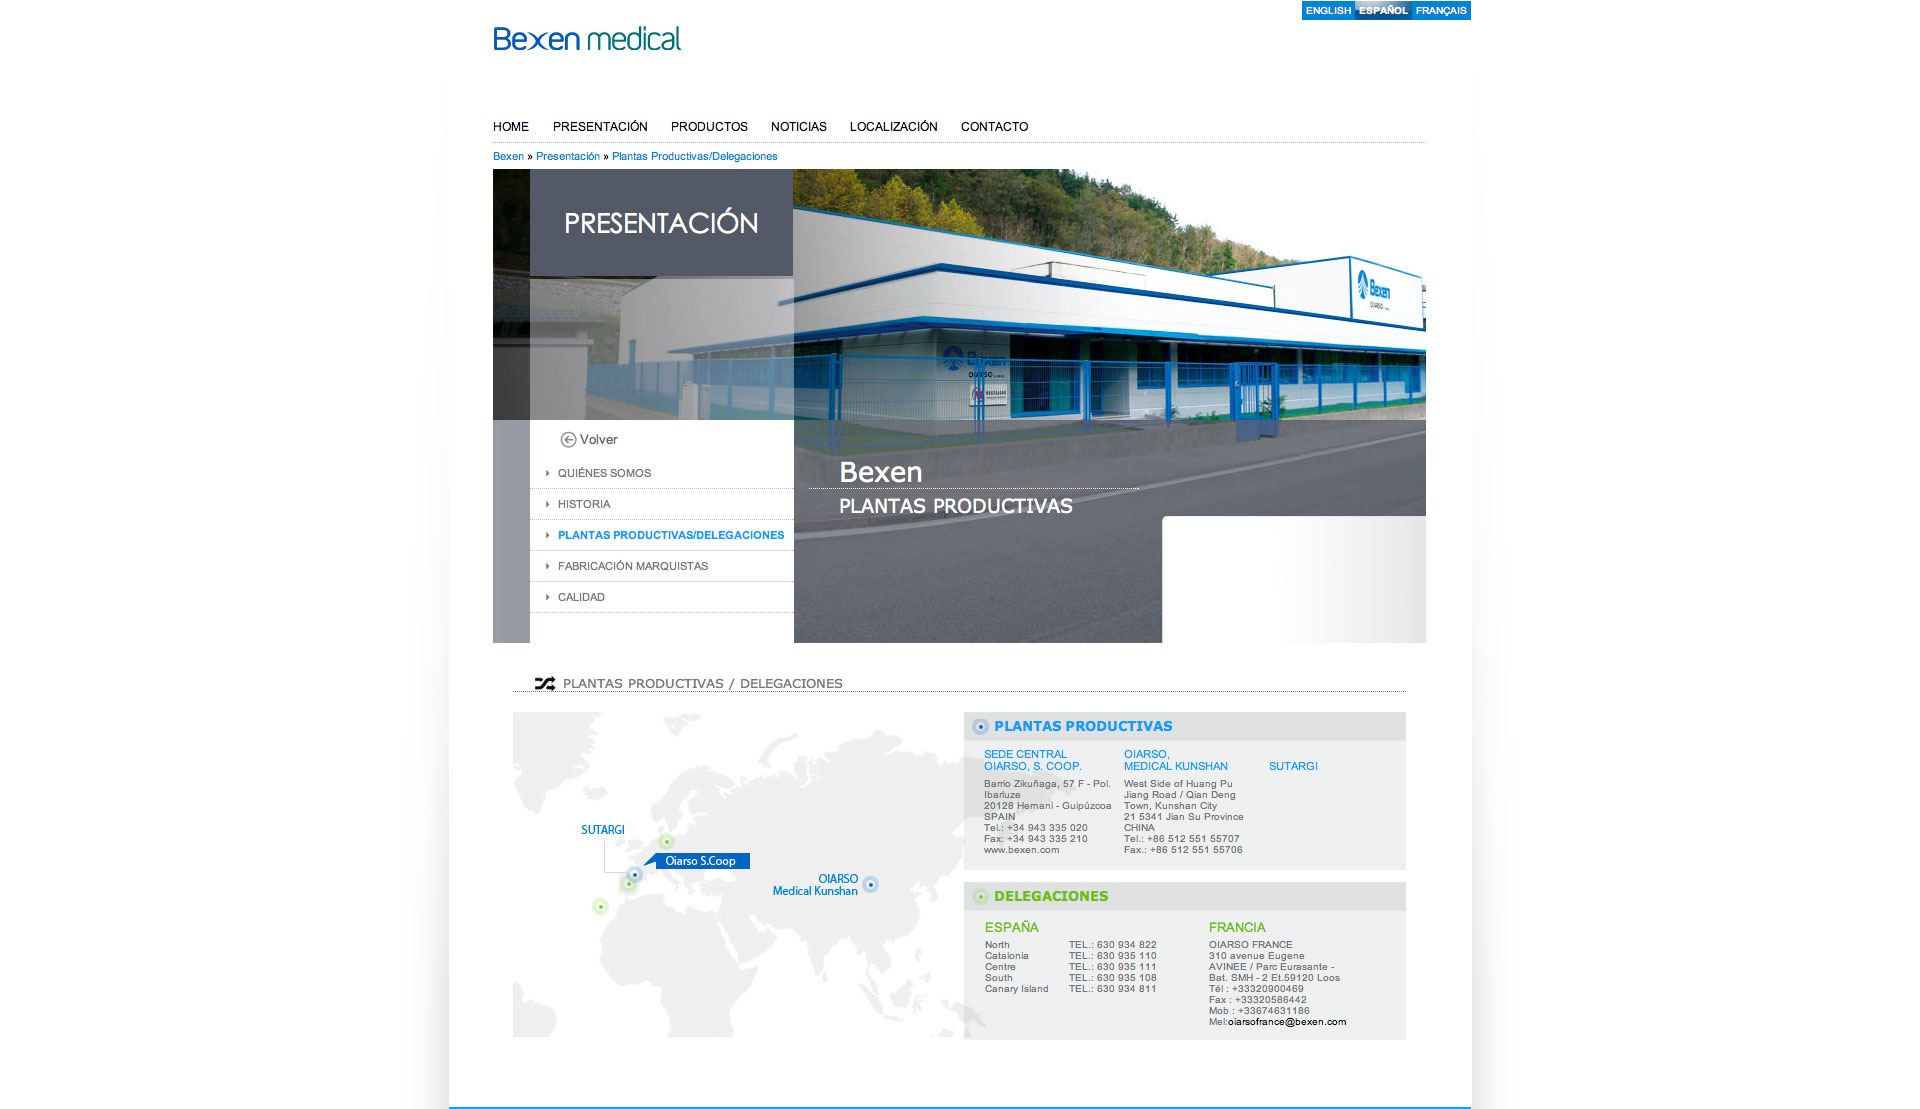 ENGLISH ESPAÑOL FRANÇAIS
Bexen medical
HOME PRESENTACIÓN PRODUCTOS NOTICIAS LOCALIZACIÓN CONTACTO
Bexen » Presentación » Plantas Productivas/Delegaciones
PRESENTACIÓN
Bexen
OIARSO
Bexen
OIARSO
Volver
QUIÉNES SOMOS
HISTORIA
PLANTAS PRODUCTIVAS/DELEGACIONES
FABRICACIÓN MARQUISTAS
CALIDAD
Bexen
PLANTAS PRODUCTIVAS
PLANTAS PRODUCTIVAS / DELEGACIONES
SUTARGI
Oiarso S.Coop
OIARSO
Medical Kunshan
PLANTAS PRODUCTIVAS
SEDE CENTRAL
OIARSO, S. COOP.
Barrio Zikuñaga, 57 F - Pol.
Ibarluze
20128 Hernani - Guipúzcoa
SPAIN
Tel.: +34 943 335 020
Fax: +34 943 335 210
www.bexen.com
OIARSO,
MEDICAL KUNSHAN
West Side of Huang Pu
Jiang Road / Qian Deng
Town, Kunshan City
21 5341 Jian Su Province
CHINA
Tel.: +86 512 551 55707
Fax.: +86 512 551 55706
SUTARGI
DELEGACIONES
ESPAÑA
North TEL.: 630 934 822
Catalonia TEL.: 630 935 110
Centre TEL.: 630 935 111
South TEL.: 630 935 108
Canary Island TEL.: 630 934 811
FRANCIA
OIARSO FRANCE
310 avenue Eugene
AVINEE / Parc Eurasante -
Bat. SMH - 2 Et.59120 Loos
Tél : +33320900469
Fax : +33320586442
Mob : +33674631186
Mel:oiarsofrance@bexen.com